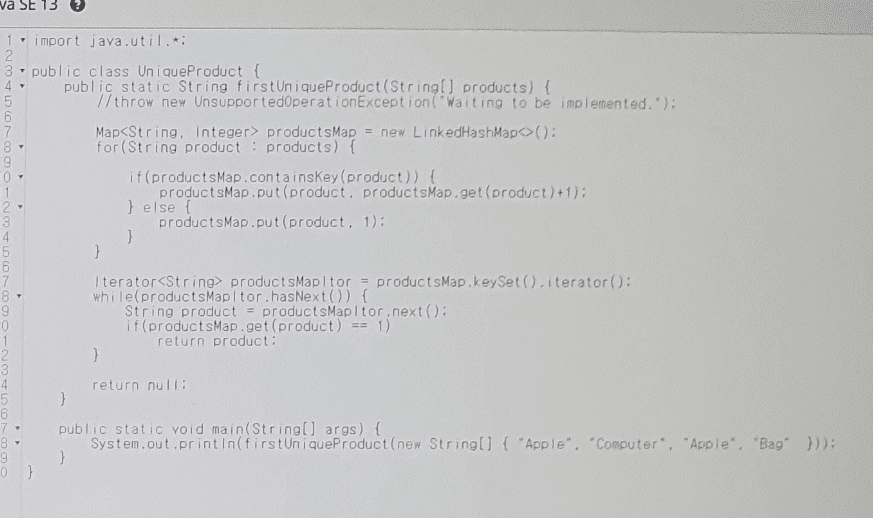 va SE 13 ?
1 import java.util.*;
2
3 public class UniqueProduct {
4 public static String firstUniqueProduct(String[] products) {
5 //throw new UnsupportedOperationException("Waiting to be implemented.");
6
7 Map<String, Integer> productsMap = new LinkedHashMap<>();
8 for(String product : products) {
9
0 if(productsMap.containsKey(product)) {
1 productsMap.put(product, productsMap.get(product)+1);
2 } else {
3 productsMap.put(product, 1);
4 }
5 }
6
7 Iterator<String> productsMapItor = productsMap.keySet().iterator();
8 while(productsMapItor.hasNext()) {
9 String product = productsMapItor.next();
0 if(productsMap.get(product) == 1)
1 return product;
2 }
3
4 return null;
5 }
6
7 public static void main(String[] args) {
8 System.out.println(firstUniqueProduct(new String[] { "Apple", "Computer", "Apple", "Bag" }));
9 }
0 }